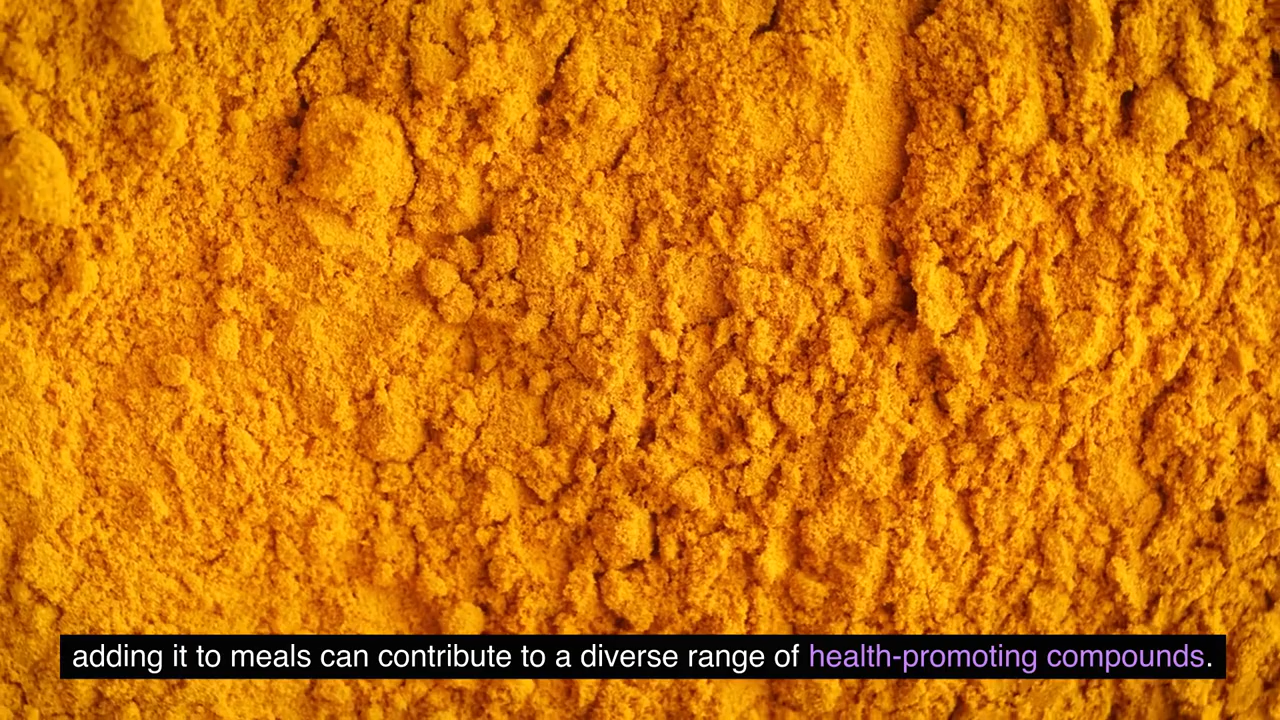 adding it to meals can contribute to a diverse range of health-promoting compounds.